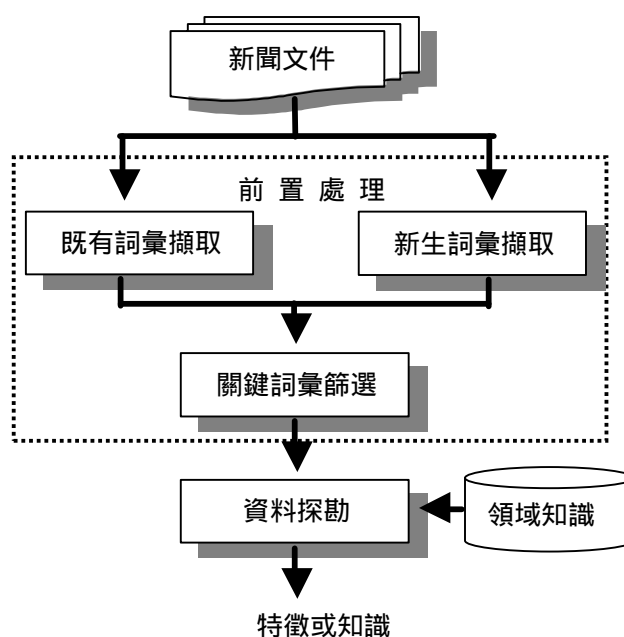 新聞文件
前置處理
既有詞彙擷取
新生詞彙擷取
關鍵詞彙篩選
資料探勘
領域知識
特徵或知識